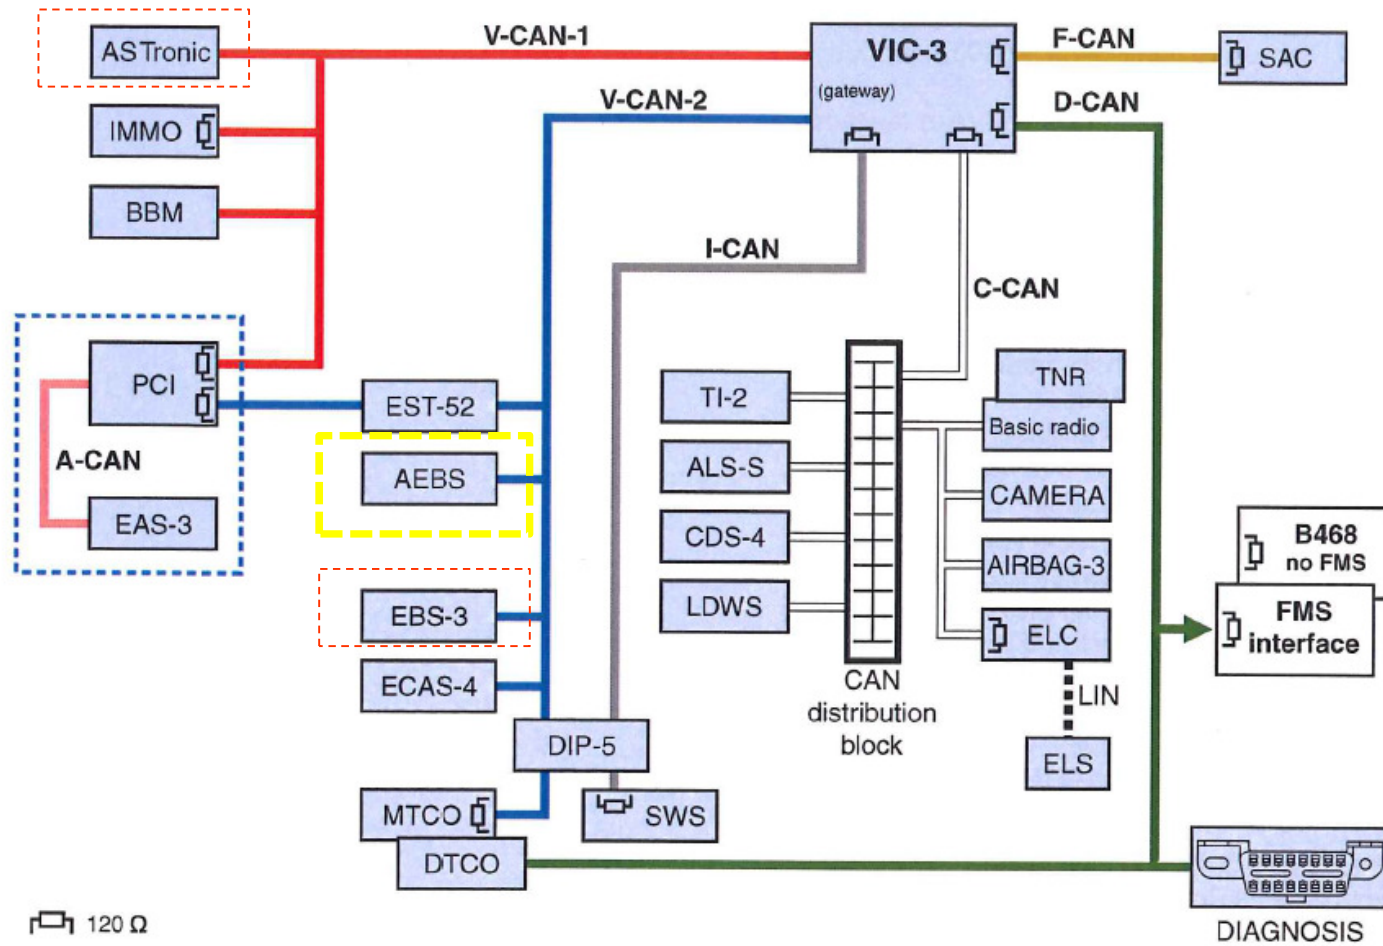 AS Tronic
V-CAN-1
VIC-3
(gateway)
F-CAN
SAC
IMMO
V-CAN-2
D-CAN
BBM
I-CAN
C-CAN
PCI
A-CAN
EAS-3
EST-52
AEBS
EBS-3
ECAS-4
DIP-5
MTCO
DTCO
SWS
TI-2
ALS-S
CDS-4
LDWS
CAN
distribution
block
TNR
Basic radio
CAMERA
AIRBAG-3
ELC
LIN
ELS
B468
no FMS
FMS
interface
DIAGNOSIS
120 Ω